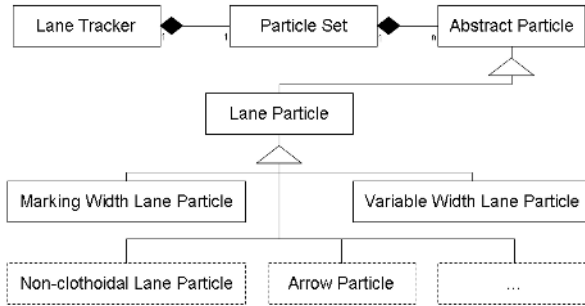 Lane Tracker
Particle Set
Abstract Particle
1
1
n
Lane Particle
Marking Width Lane Particle
Variable Width Lane Particle
Non-clothoidal Lane Particle
Arrow Particle
...